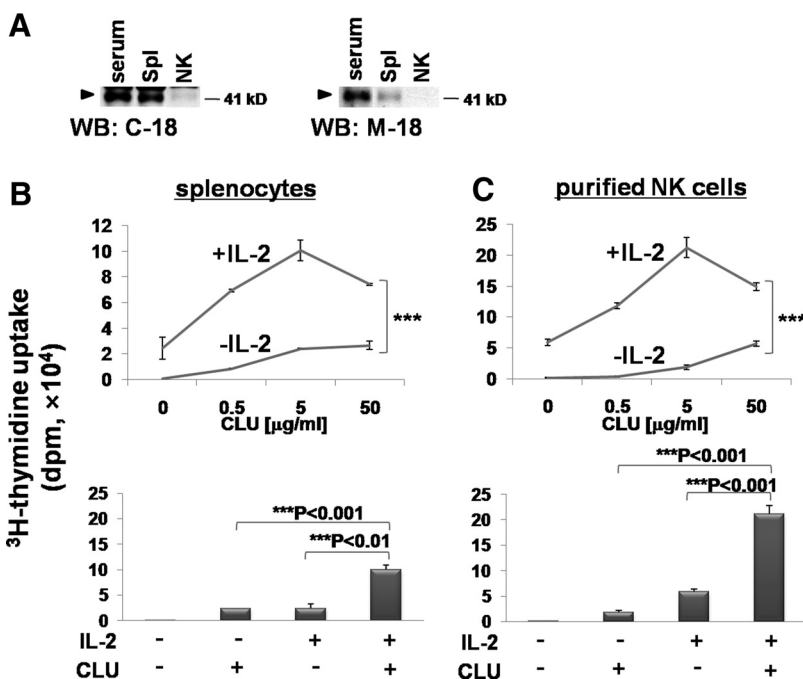 A
serum Spl NK
41 kD
WB: C-18
serum Spl NK
41 kD
WB: M-18
³H-thymidine uptake
(dpm, ×10⁴)
B
splenocytes
12
10
8
6
4
2
0
+IL-2
-IL-2
***
0 0.5 5 50
CLU [µg/ml]
C
purified NK cells
25
20
15
10
5
0
+IL-2
-IL-2
***
0 0.5 5 50
CLU [µg/ml]
25
20
15
10
5
0
***P<0.001
***P<0.01
IL-2 - - + +
CLU - + - +
25
20
15
10
5
0
***P<0.001
***P<0.001
- - + +
- + - +